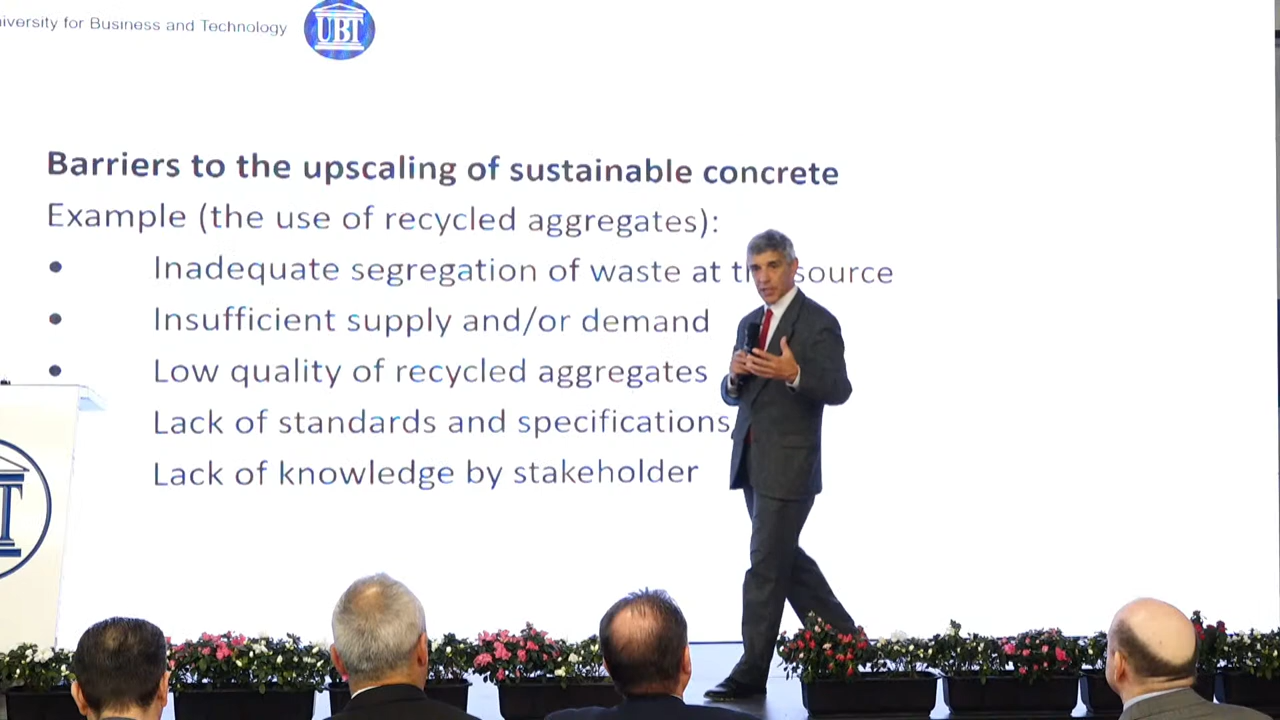 for Business and Technology
UBT
Barriers to the upscaling of sustainable concrete
Example (the use of recycled aggregates):
• Inadequate segregation of waste at source
• Insufficient supply and/or demand
• Low quality of recycled aggregates
Lack of standards and specifications
Lack of knowledge by stakeholder
T